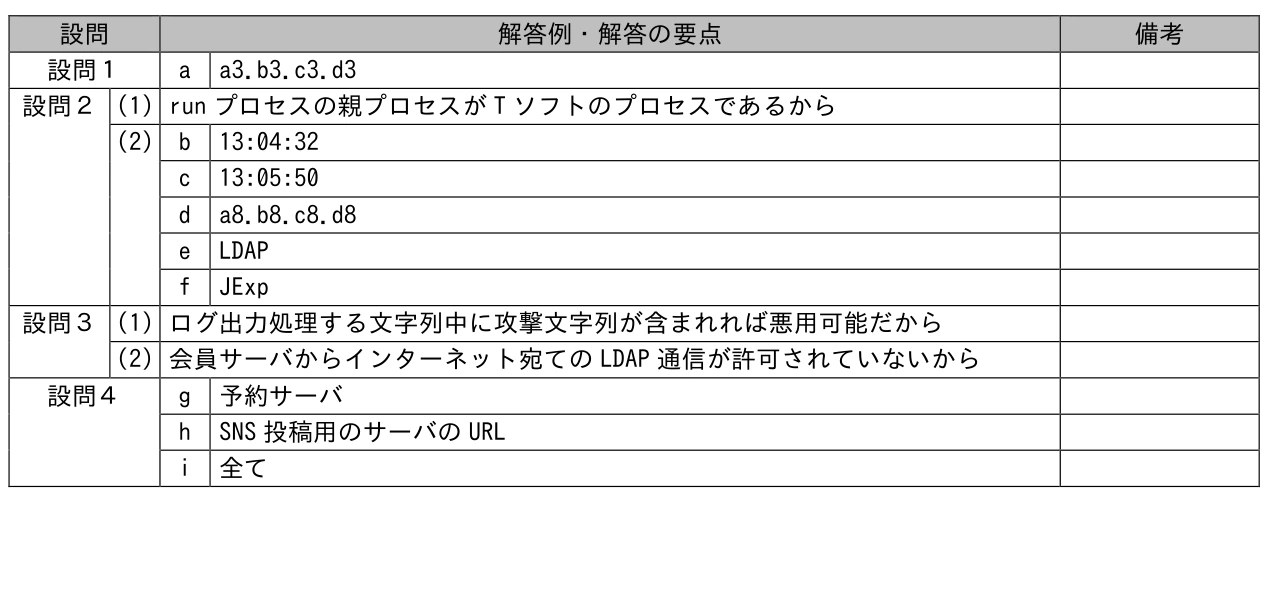 設問 解答例・解答の要点 備考
設問1 a a3.b3.c3.d3
設問2 (1) run プロセスの親プロセスが T ソフトのプロセスであるから
(2) b 13:04:32
c 13:05:50
d a8.b8.c8.d8
e LDAP
f JExp
設問3 (1) ログ出力処理する文字列中に攻撃文字列が含まれれば悪用可能だから
(2) 会員サーバからインターネット宛ての LDAP 通信が許可されていないから
設問4 g 予約サーバ
h SNS 投稿用のサーバの URL
i 全て